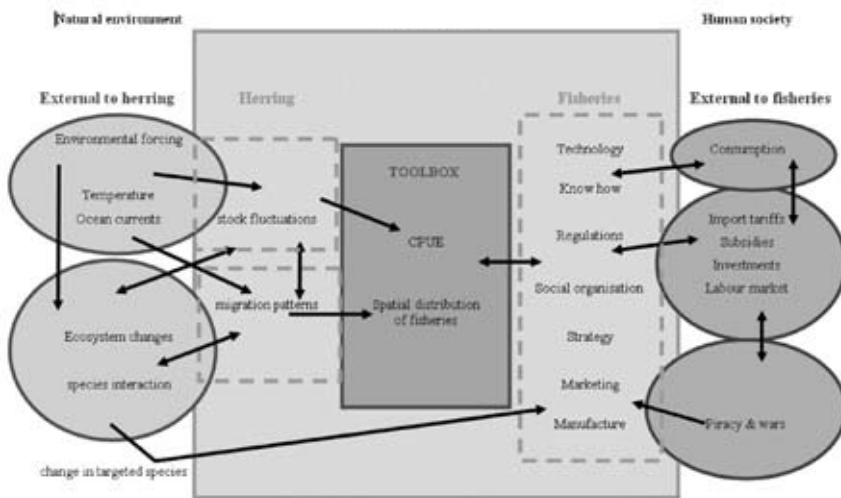 Natural environment
Human society
External to herring
Herring
Fisheries
External to fisheries
Environmental forcing
Temperature
Ocean currents
stock fluctuations
migration patterns
Ecosystem changes
species interaction
change in targeted species
TOOLBOX
CPUE
Spatial distribution
of fisheries
Technology
Know how
Regulations
Social organisation
Strategy
Marketing
Manufacture
Consumption
Import tariffs
Subsidies
Investments
Labour market
Piracy & wars